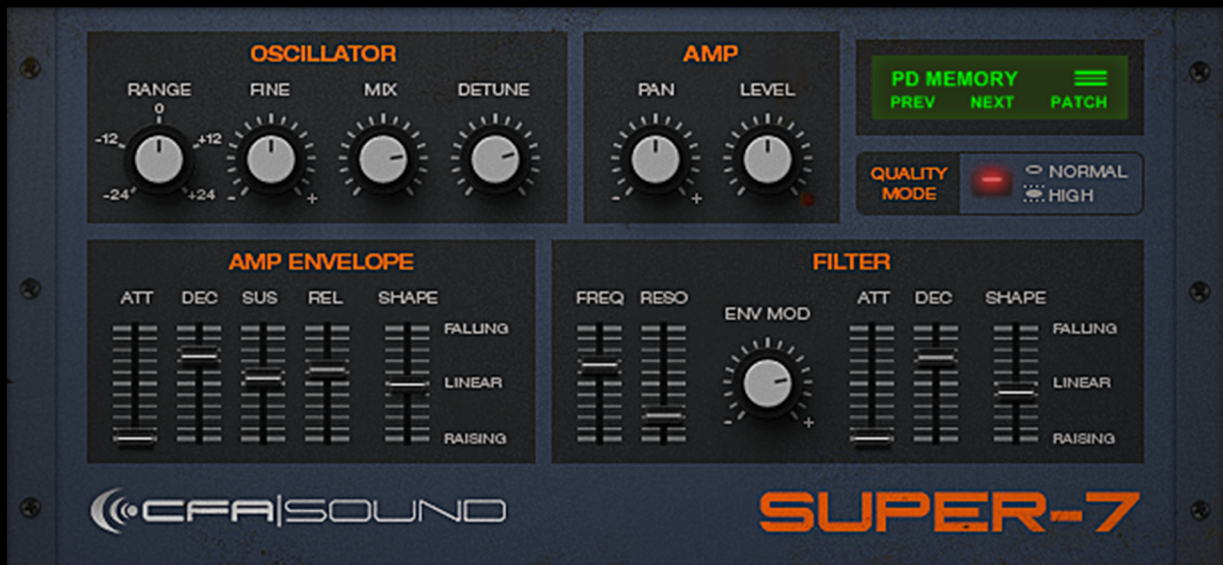 OSCILLATOR
RANGE FINE MIX DETUNE
0
-12 +12
-24 +24 - +
AMP
PAN LEVEL
- +
PD MEMORY
PREV NEXT PATCH
QUALITY
MODE
NORMAL
HIGH
AMP ENVELOPE
ATT DEC SUS REL SHAPE
FALLING
LINEAR
RAISING
FILTER
FREQ RESO ENV MOD ATT DEC SHAPE
- +
FALLING
LINEAR
RAISING
CFA|SOUND
SUPER-7